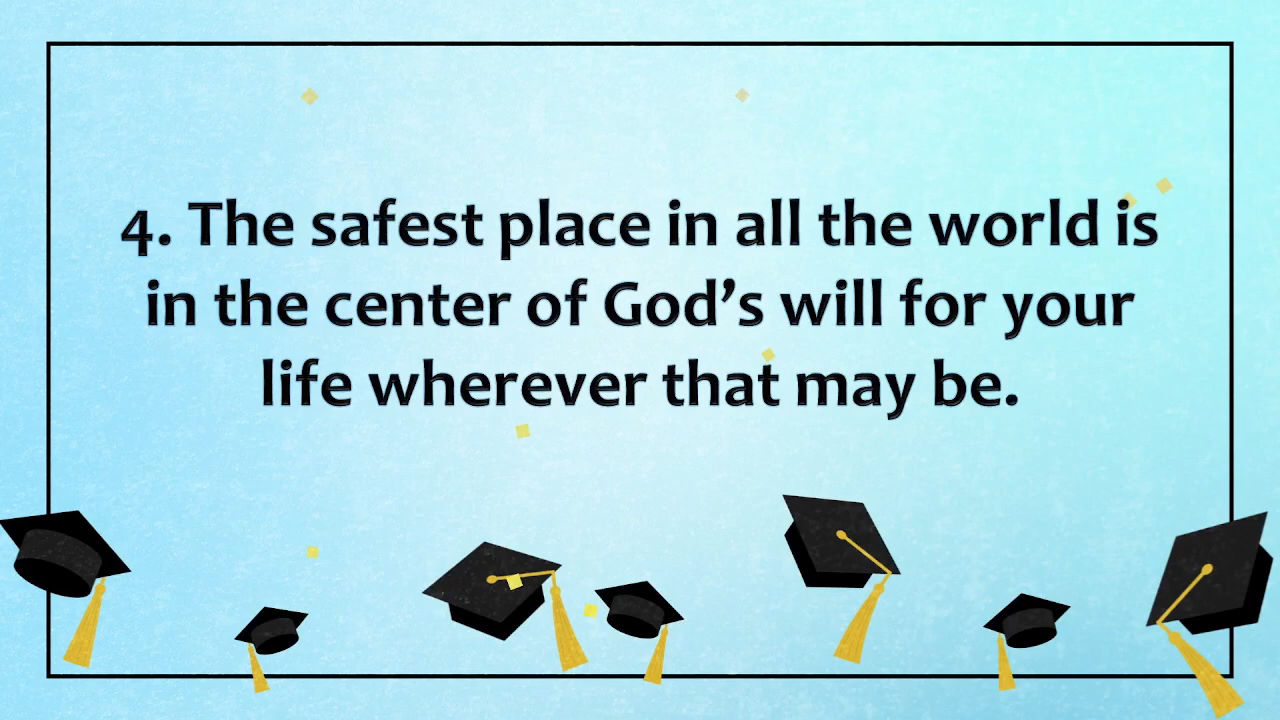 4. The safest place in all the world is
in the center of God’s will for your
life wherever that may be.